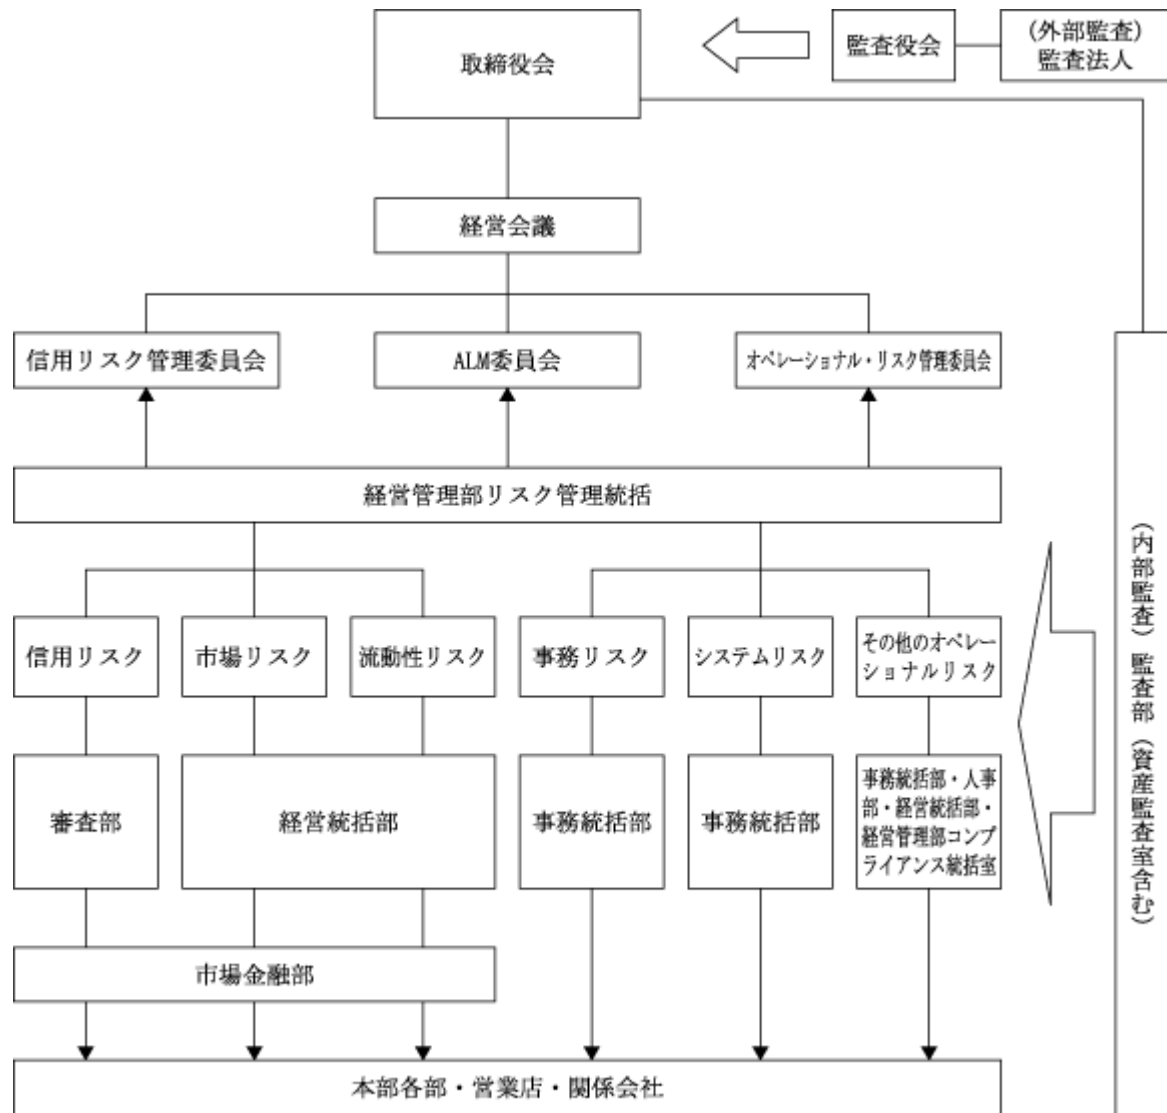 取締役会
監査役会
(外部監査)
監査法人
経営会議
信用リスク管理委員会
ALM委員会
オペレーショナル・リスク管理委員会
経営管理部リスク管理統括
信用リスク
市場リスク
流動性リスク
事務リスク
システムリスク
その他のオペレー
ショナルリスク
審査部
経営統括部
事務統括部
事務統括部
事務統括部・人事
部・経営統括部・
経営管理部コンプ
ライアンス統括室
市場金融部
本部各部・営業店・関係会社
(内部監査)監査部(資産監査室含む)